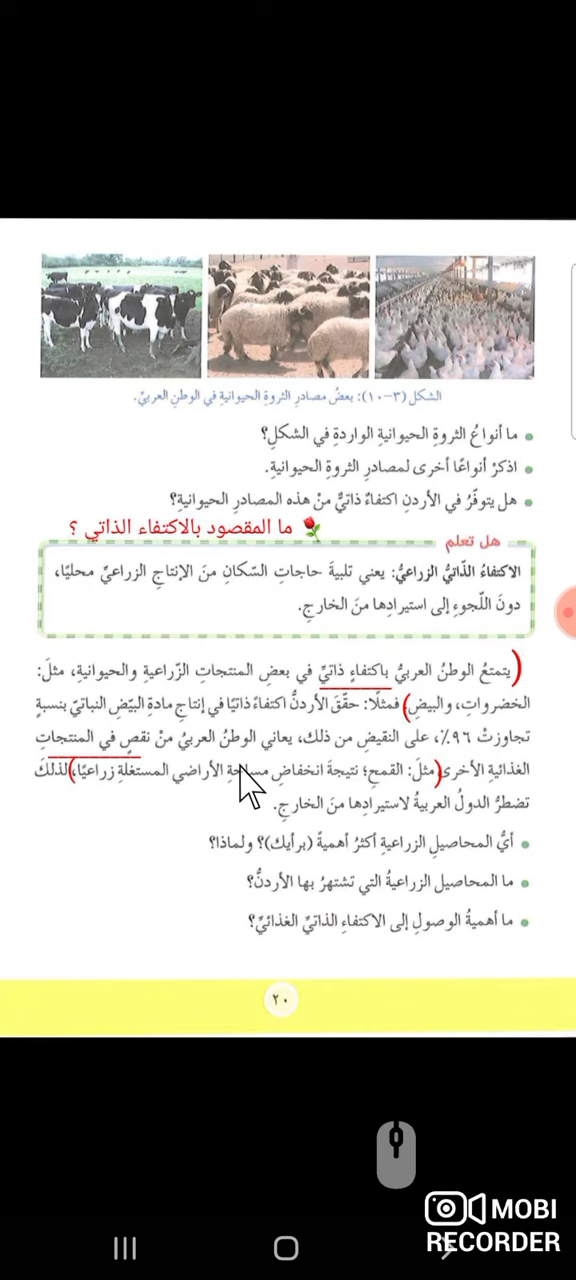 الشكل (٣-١٠): بعضُ مصادرِ الثروةِ الحيوانيةِ في الوطنِ العربيِّ.
ما أنواعُ الثروةِ الحيوانيةِ الواردةِ في الشكلِ؟
اذكرْ أنواعًا أخرى لمصادرِ الثروةِ الحيوانيةِ.
هل يتوفّرُ في الأردنِ اكتفاءٌ ذاتيٌّ منْ هذه المصادرِ الحيوانيةِ؟
ما المقصود بالاكتفاء الذاتي ؟
هل تعلم
الاكتفاءُ الذّاتيُّ الزراعيُّ: يعني تلبيةَ حاجاتِ السّكانِ منَ الإنتاجِ الزراعيِّ محليًا،
دونَ اللّجوءِ إلى استيرادِها منَ الخارجِ.
(يتمتعُ الوطنُ العربيُّ باكتفاءٍ ذاتيٍّ في بعضِ المنتجاتِ الزّراعيةِ والحيوانيةِ، مثلَ:
الخضرواتِ، والبيضِ) فمثلًا: حقّقَ الأردنُّ اكتفاءً ذاتيًا في إنتاجِ مادةِ البيّضِ النباتيّ بنسبةٍ
تجاوزتْ ٩٦٪، على النقيضِ من ذلك، يعاني الوطنُ العربيُّ منْ نقصٍ في المنتجاتِ
الغذائيةِ الأخرى (مثلَ: القمحِ؛ نتيجةَ انخفاضِ مساحة الأراضي المستغلةِ زراعيًا،) لذلكَ
تضطرُّ الدولُ العربيةُ لاستيرادِها منَ الخارجِ.
أيُّ المحاصيلِ الزراعيةِ أكثرُ أهميةً (برأيك)؟ ولماذا؟
ما المحاصيل الزراعيةُ التي تشتهرُ بها الأردنُّ؟
ما أهميةُ الوصولِ إلى الاكتفاءِ الذاتيِّ الغذائيِّ؟
٢٠
MOBI
RECORDER